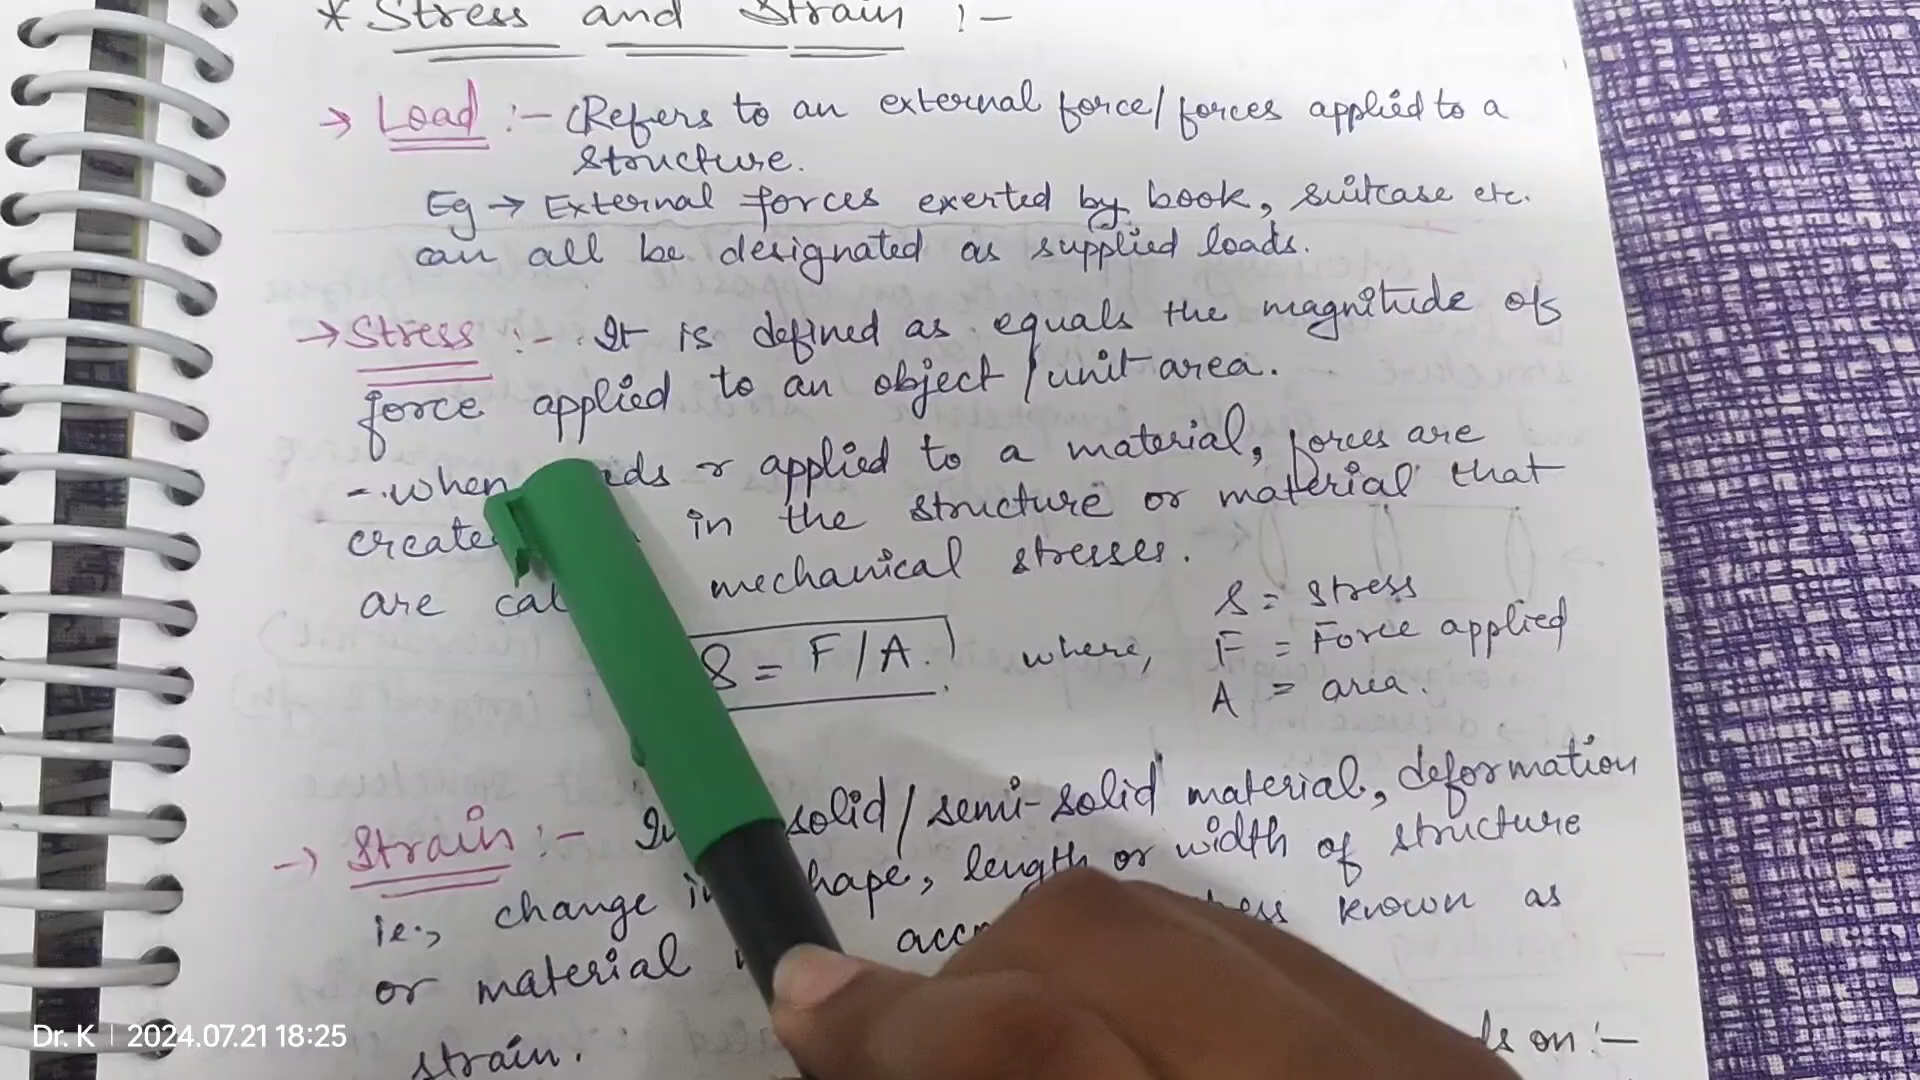 * Stress and Strain :-
→ Load :- Refers to an external force/forces applied to a
structure.
Eg → External forces exerted by book, suitcase etc.
can all be designated as supplied loads.
→ Stress :- It is defined as equals the magnitude of
force applied to an object / unit area.
- when r applied to a material, forces are
create in the structure or material that
are mechanical stresses.
S = F/A. where,
S = stress
F = Force applied
A = area.
→ Strain :- solid / semi-solid material, deformation
ie., change length or width of structure
or material known as
strain.
on :-
Dr. K | 2024.07.21 18:25